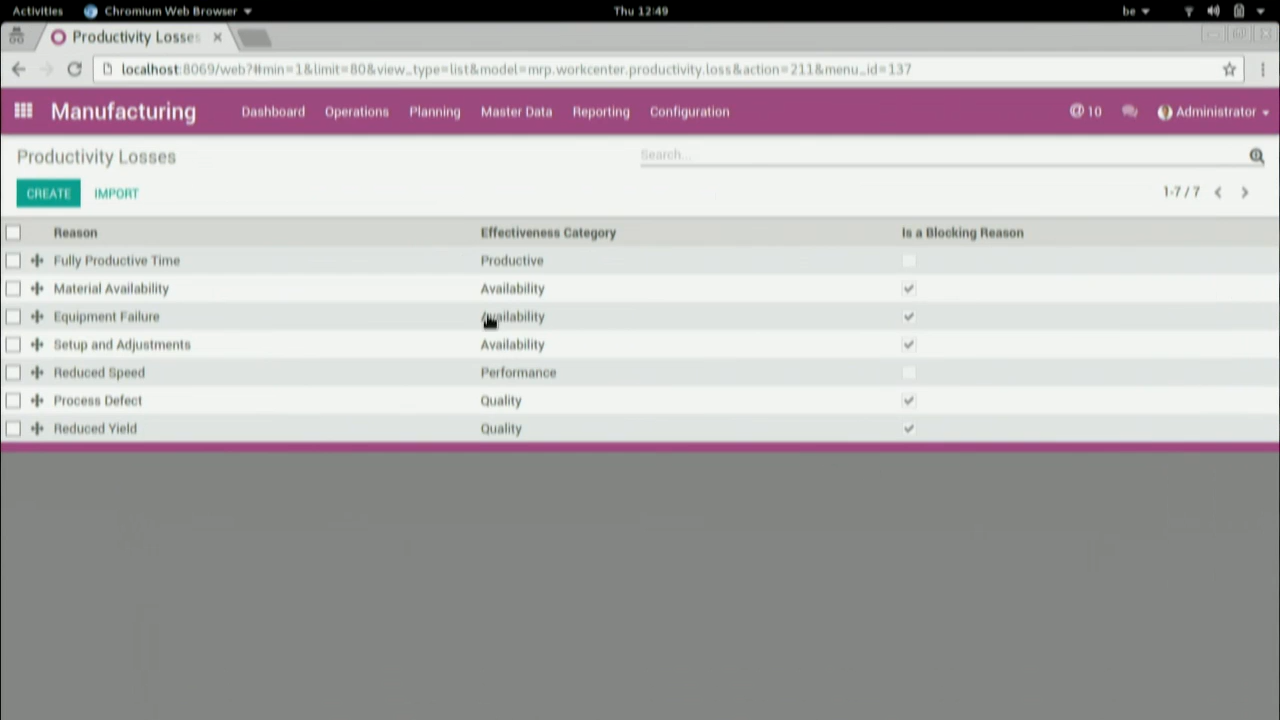 Activities Chromium Web Browser Thu 12:49 be
Productivity Losses ×
localhost:8069/web?#min=1&limit=80&view_type=list&model=mrp.workcenter.productivity.loss&action=211&menu_id=137
Manufacturing Dashboard Operations Planning Master Data Reporting Configuration @ 10 Administrator
Productivity Losses Search...
CREATE IMPORT 1-7 / 7
Reason Effectiveness Category Is a Blocking Reason
Fully Productive Time Productive
Material Availability Availability
Equipment Failure Availability
Setup and Adjustments Availability
Reduced Speed Performance
Process Defect Quality
Reduced Yield Quality